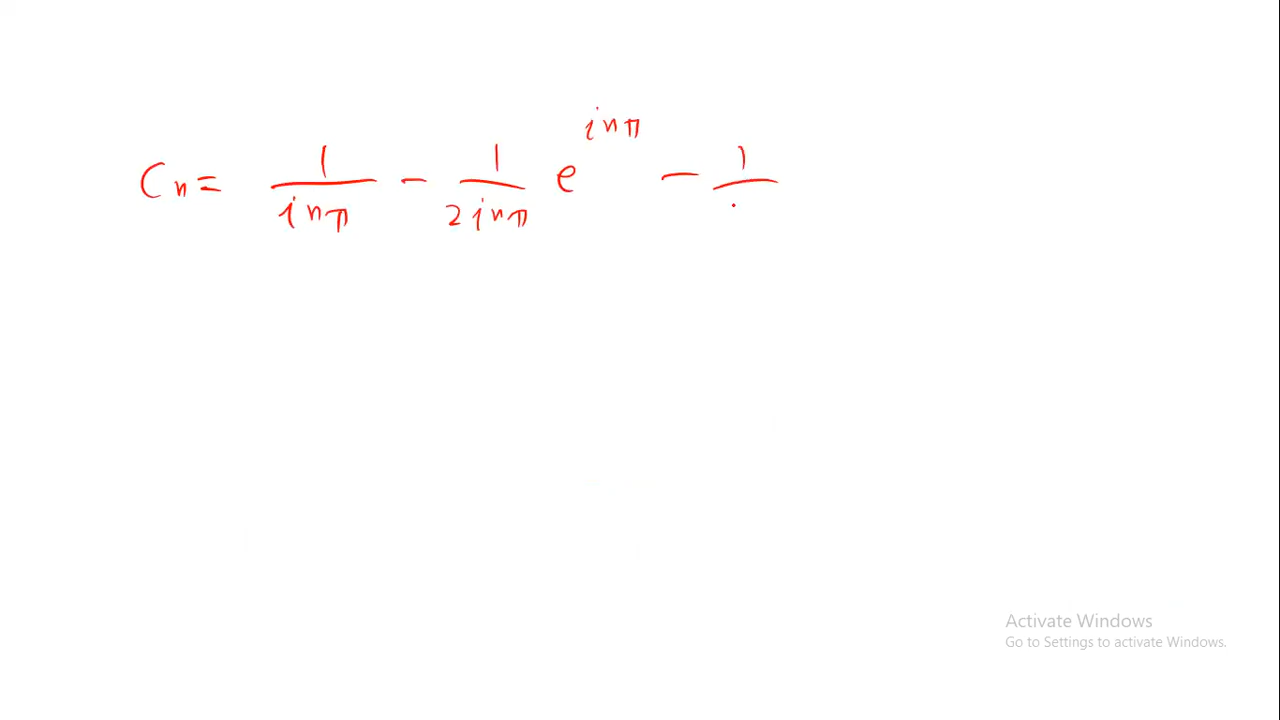 Cn = 1/(inπ) - 1/(2inπ) e^(inπ) - 1/
Activate Windows
Go to Settings to activate Windows.